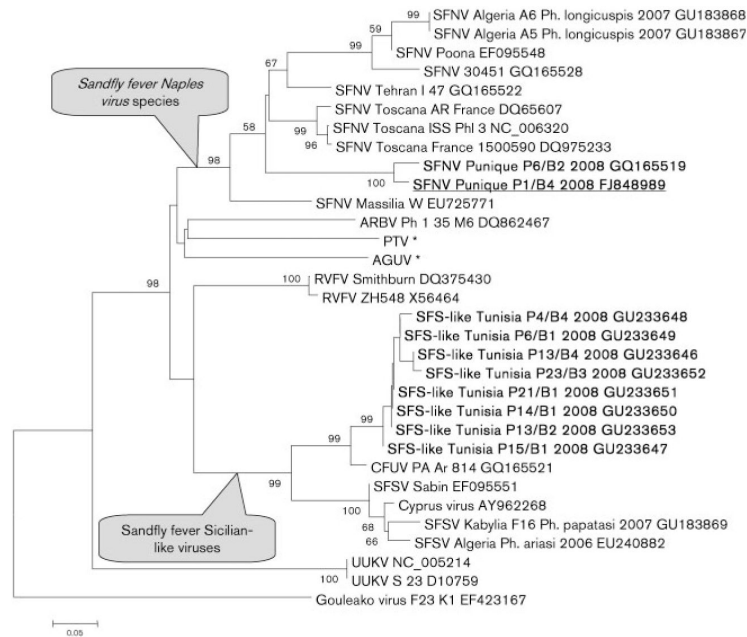 99
SFNV Algeria A6 Ph. longicuspis 2007 GU183868
59
SFNV Algeria A5 Ph. longicuspis 2007 GU183867
99
SFNV Poona EF095548
67
SFNV 30451 GQ165528
Sandfly fever Naples
virus species
SFNV Tehran I 47 GQ165522
SFNV Toscana AR France DQ65607
58
99
SFNV Toscana ISS Phl 3 NC_006320
96
SFNV Toscana France 1500590 DQ975233
98
SFNV Punique P6/B2 2008 GQ165519
100
SFNV Punique P1/B4 2008 FJ848989
SFNV Massilia W EU725771
ARBV Ph 1 35 M6 DQ862467
PTV *
AGUV *
98
100
RVFV Smithburn DQ375430
RVFV ZH548 X56464
SFS-like Tunisia P4/B4 2008 GU233648
SFS-like Tunisia P6/B1 2008 GU233649
SFS-like Tunisia P13/B4 2008 GU233646
SFS-like Tunisia P23/B3 2008 GU233652
SFS-like Tunisia P21/B1 2008 GU233651
SFS-like Tunisia P14/B1 2008 GU233650
99
SFS-like Tunisia P13/B2 2008 GU233653
99
SFS-like Tunisia P15/B1 2008 GU233647
CFUV PA Ar 814 GQ165521
99
SFSV Sabin EF095551
100
Cyprus virus AY962268
68
SFSV Kabylia F16 Ph. papatasi 2007 GU183869
66
SFSV Algeria Ph. ariasi 2006 EU240882
Sandfly fever Sicilian-
like viruses
UUKV NC_005214
100
UUKV S 23 D10759
Gouleako virus F23 K1 EF423167
0.05